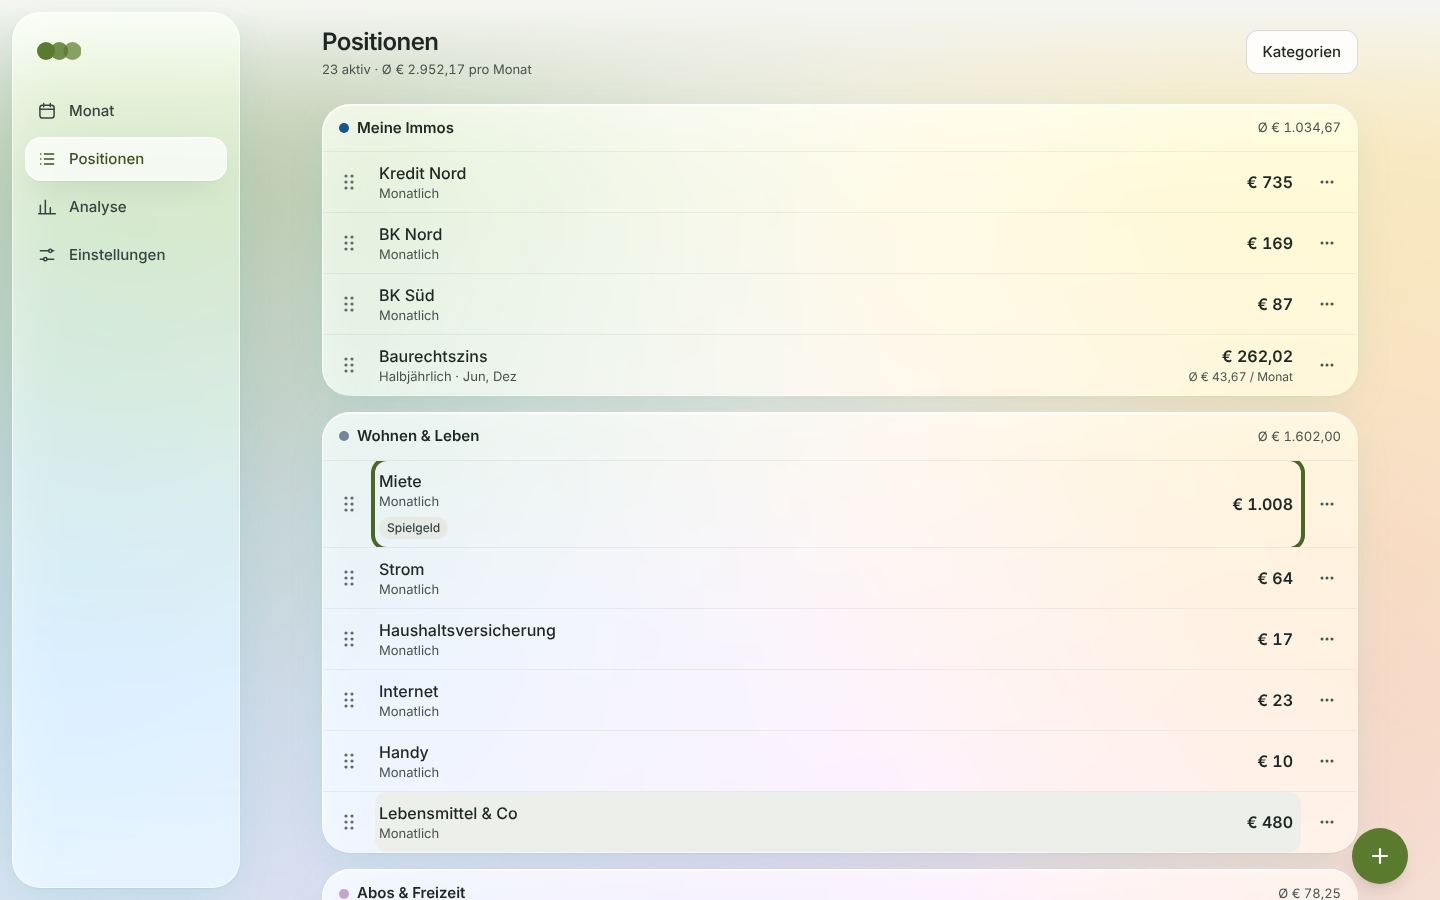 Monat
Positionen
Analyse
Einstellungen
Positionen
23 aktiv · Ø € 2.952,17 pro Monat
Kategorien
Meine Immos
Ø € 1.034,67
Kredit Nord
Monatlich
€ 735
BK Nord
Monatlich
€ 169
BK Süd
Monatlich
€ 87
Baurechtszins
Halbjährlich · Jun, Dez
€ 262,02
Ø € 43,67 / Monat
Wohnen & Leben
Ø € 1.602,00
Miete
Monatlich
Spielgeld
€ 1.008
Strom
Monatlich
€ 64
Haushaltsversicherung
Monatlich
€ 17
Internet
Monatlich
€ 23
Handy
Monatlich
€ 10
Lebensmittel & Co
Monatlich
€ 480
Abos & Freizeit
Ø € 78,25